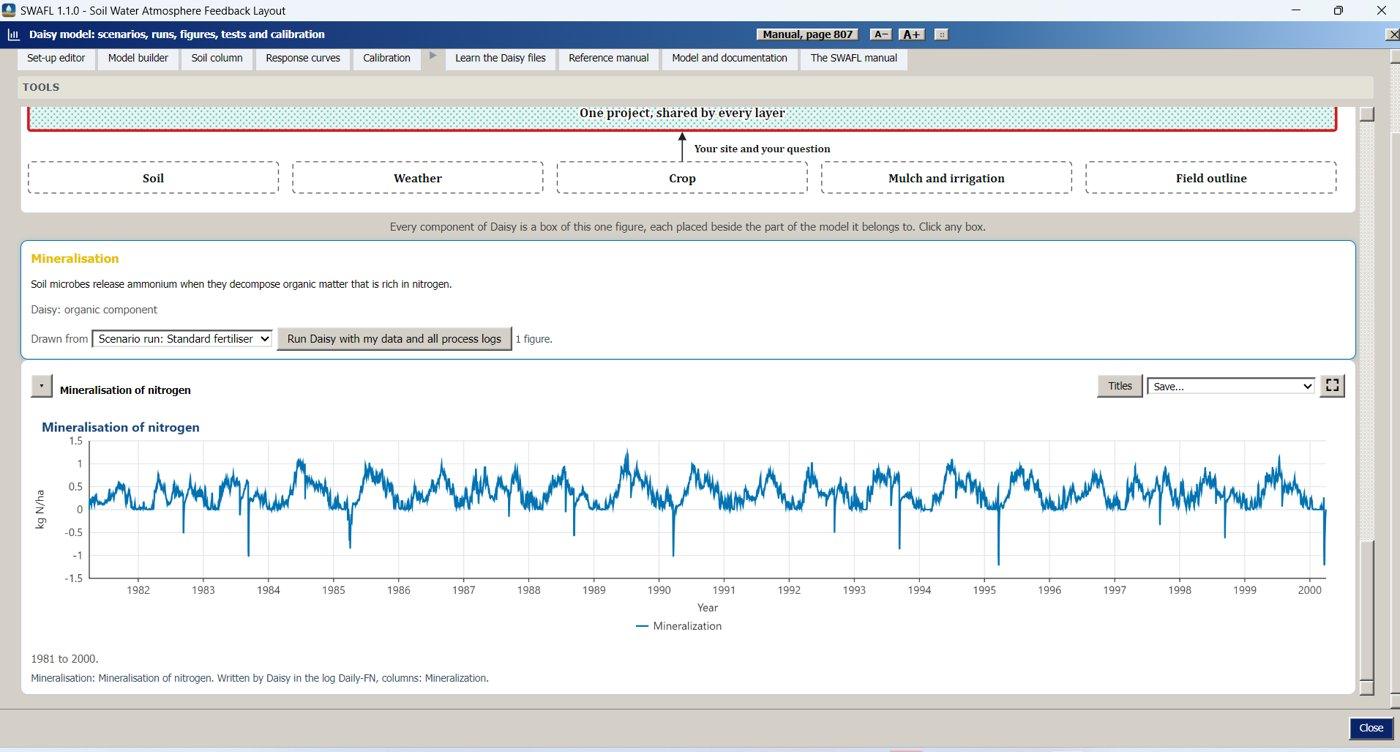 SWAFL 1.1.0 - Soil Water Atmosphere Feedback Layout
Daisy model: scenarios, runs, figures, tests and calibration
Manual, page 807
A−
A+
Set-up editor
Model builder
Soil column
Response curves
Calibration
Learn the Daisy files
Reference manual
Model and documentation
The SWAFL manual
TOOLS
One project, shared by every layer
Your site and your question
Soil
Weather
Crop
Mulch and irrigation
Field outline
Every component of Daisy is a box of this one figure, each placed beside the part of the model it belongs to. Click any box.
Mineralisation
Soil microbes release ammonium when they decompose organic matter that is rich in nitrogen.
Daisy: organic component
Drawn from Scenario run: Standard fertiliser Run Daisy with my data and all process logs 1 figure.
Mineralisation of nitrogen
Titles
Save...
Mineralisation of nitrogen
1.5
1
0.5
0
-0.5
-1
-1.5
kg N/ha
1982 1983 1984 1985 1986 1987 1988 1989 1990 1991 1992 1993 1994 1995 1996 1997 1998 1999 2000
Year
Mineralization
1981 to 2000.
Mineralisation: Mineralisation of nitrogen. Written by Daisy in the log Daily-FN, columns: Mineralization.
Close